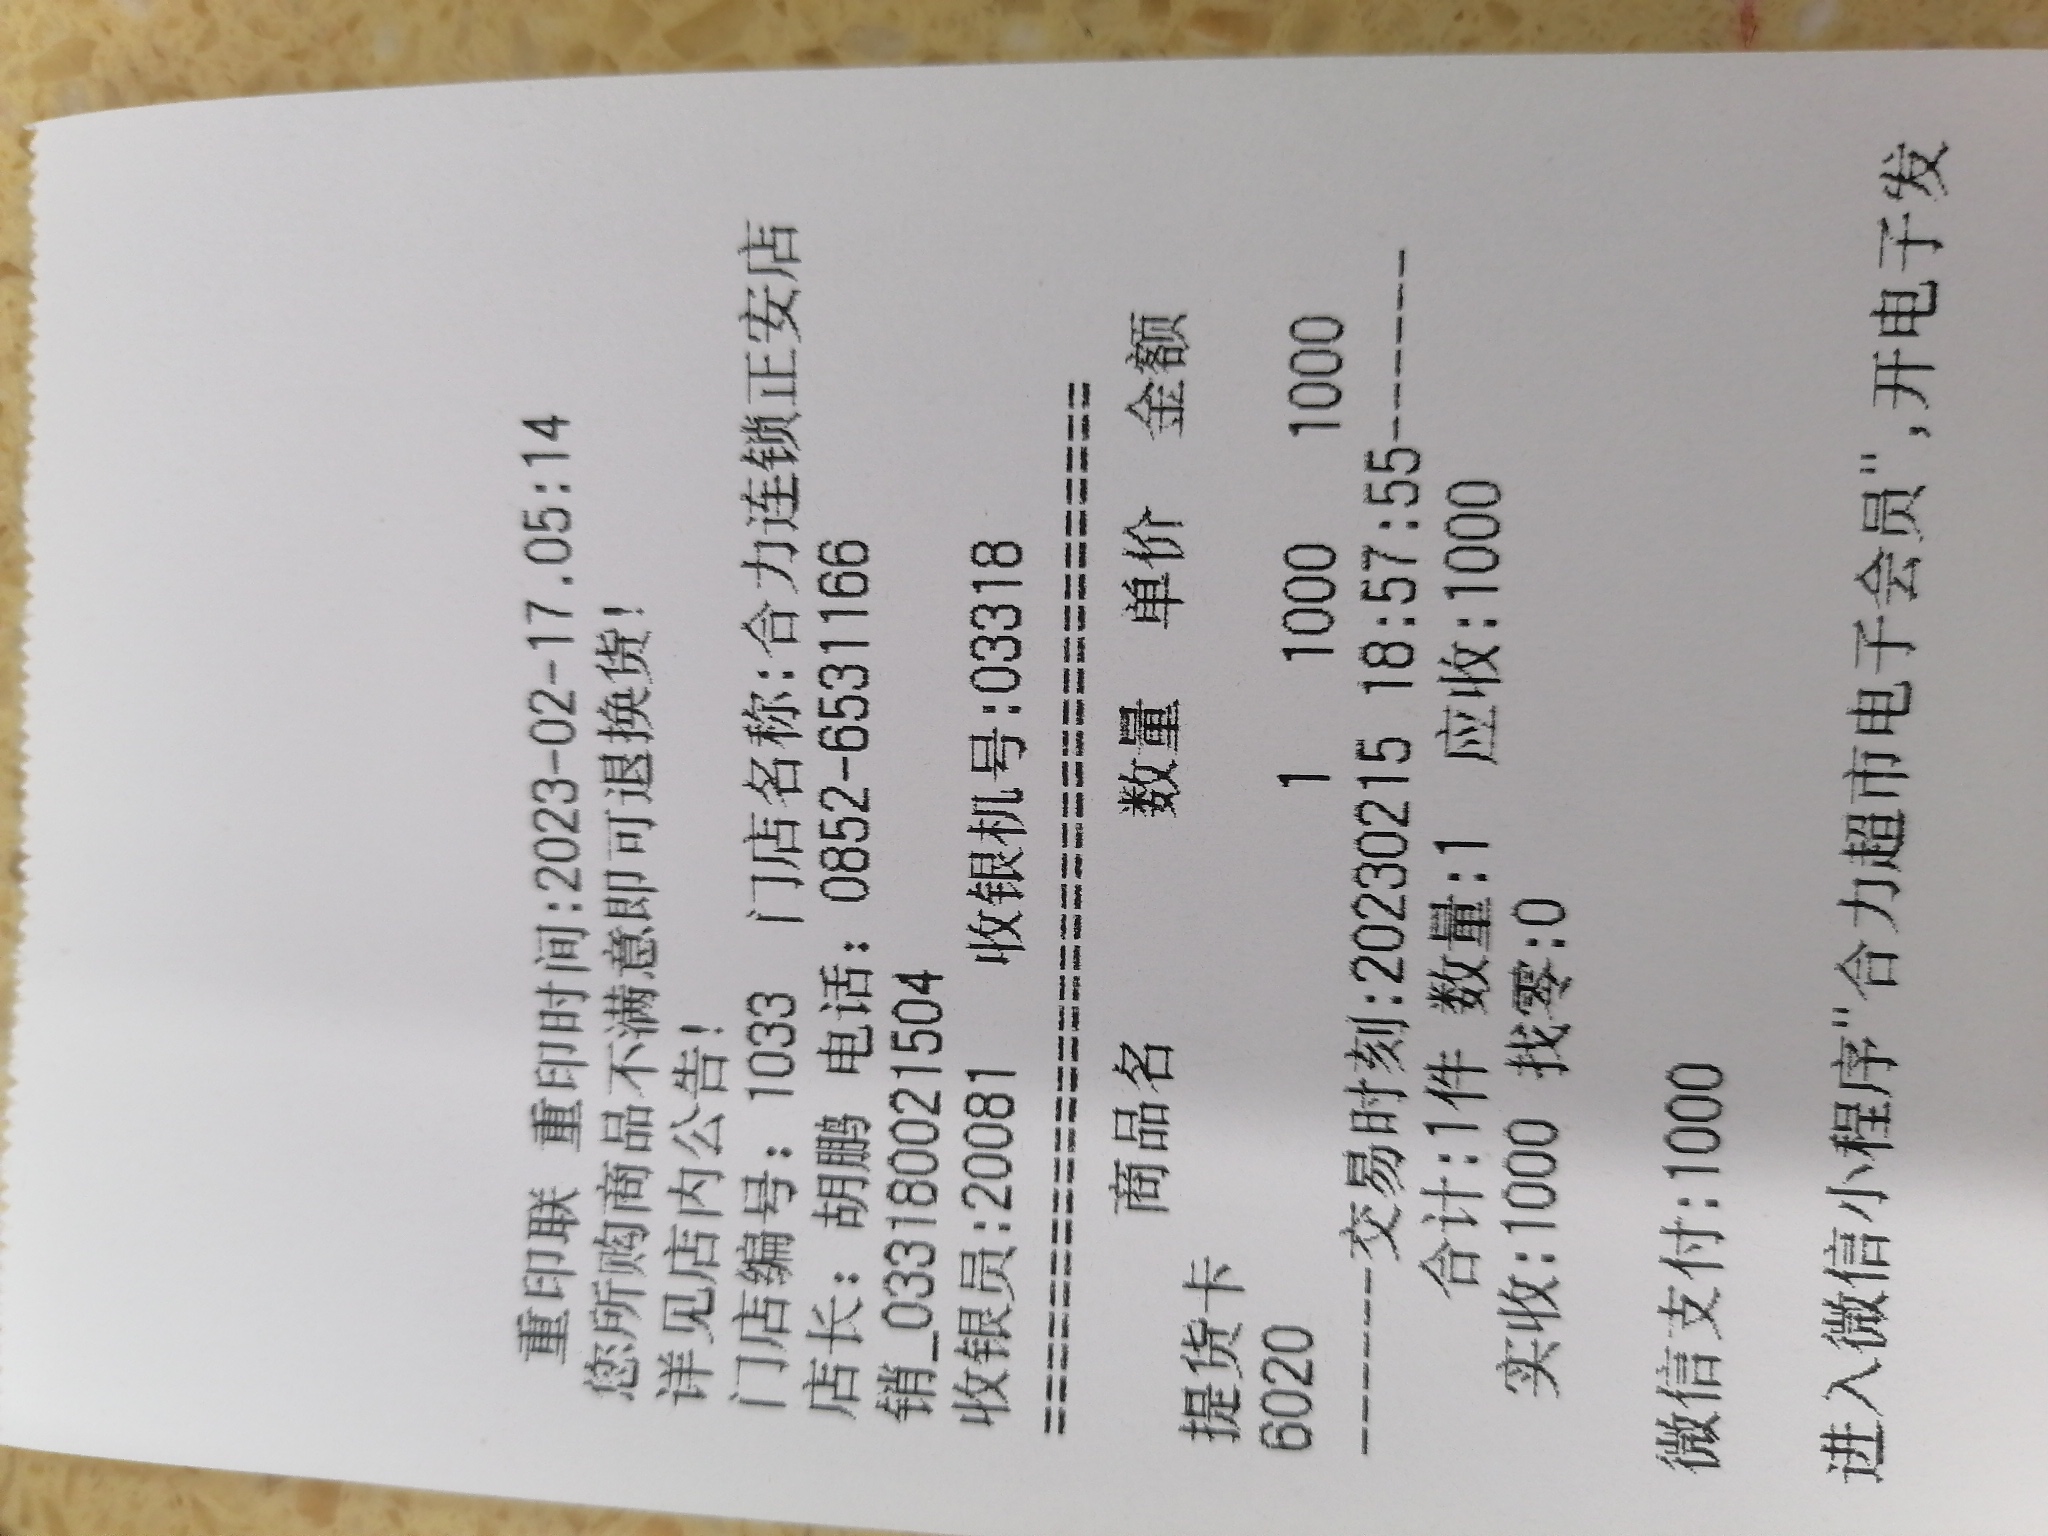 重印联 重印时间:2023-02-17.05:14
您所购商品不满意即可退换货!
详见店内公告!
门店编号: 1033 门店名称:合力连锁正安店
店长: 胡鹏 电话: 0852-6531166
销_0331800021504
收银员:20081 收银机号:03318
========================================
商品名 数量 单价 金额
提货卡
6020 1 1000 1000
-------交易时刻:20230215 18:57:55-------
合计:1件 数量:1 应收:1000
实收:1000 找零:0
微信支付:1000
进入微信小程序"合力超市电子会员",开电子发